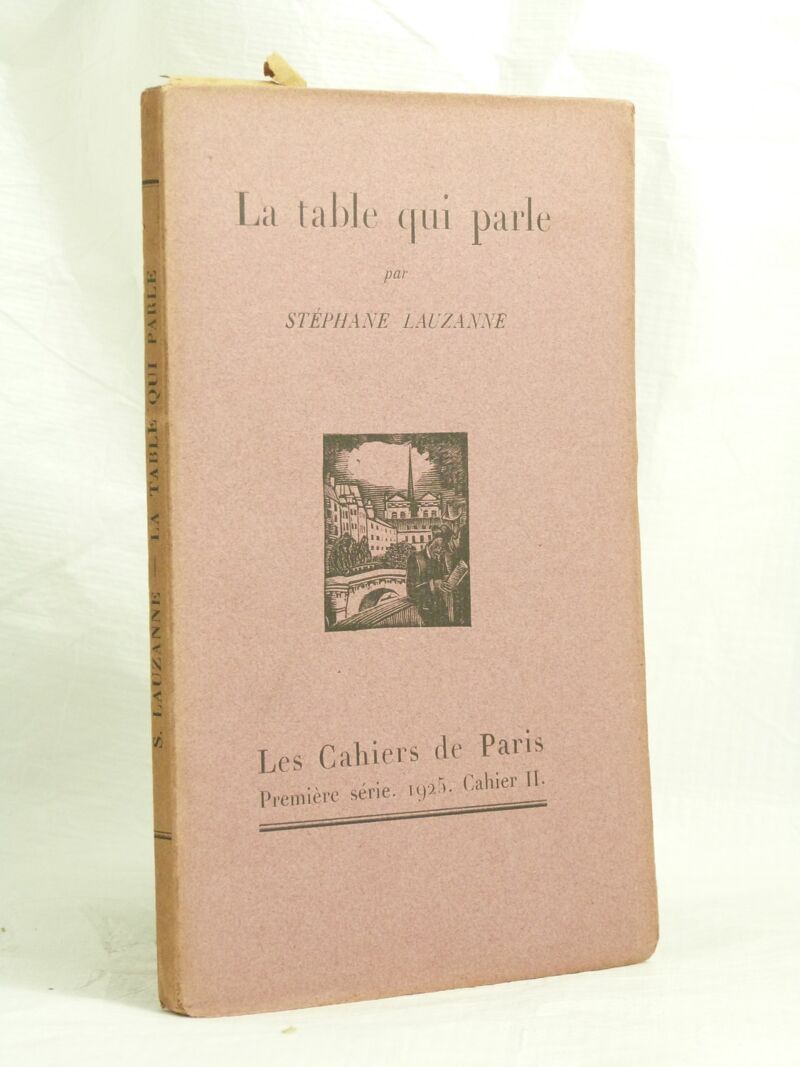 La table qui parle
par
STÉPHANE LAUZANNE
Les Cahiers de Paris
Première série. 1925. Cahier II.
S. LAUZANNE — LA TABLE QUI PARLE